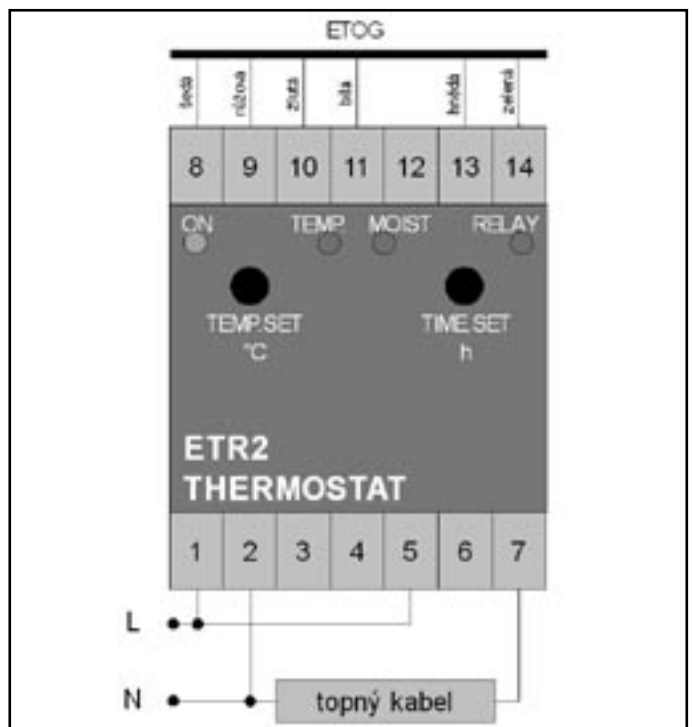 ETOG
šedá růžová žlutá bílá hnědá zelená
8 9 10 11 12 13 14
ON TEMP. MOIST RELAY
TEMP.SET TIME.SET
°C h
ETR2
THERMOSTAT
1 2 3 4 5 6 7
L
N topný kabel